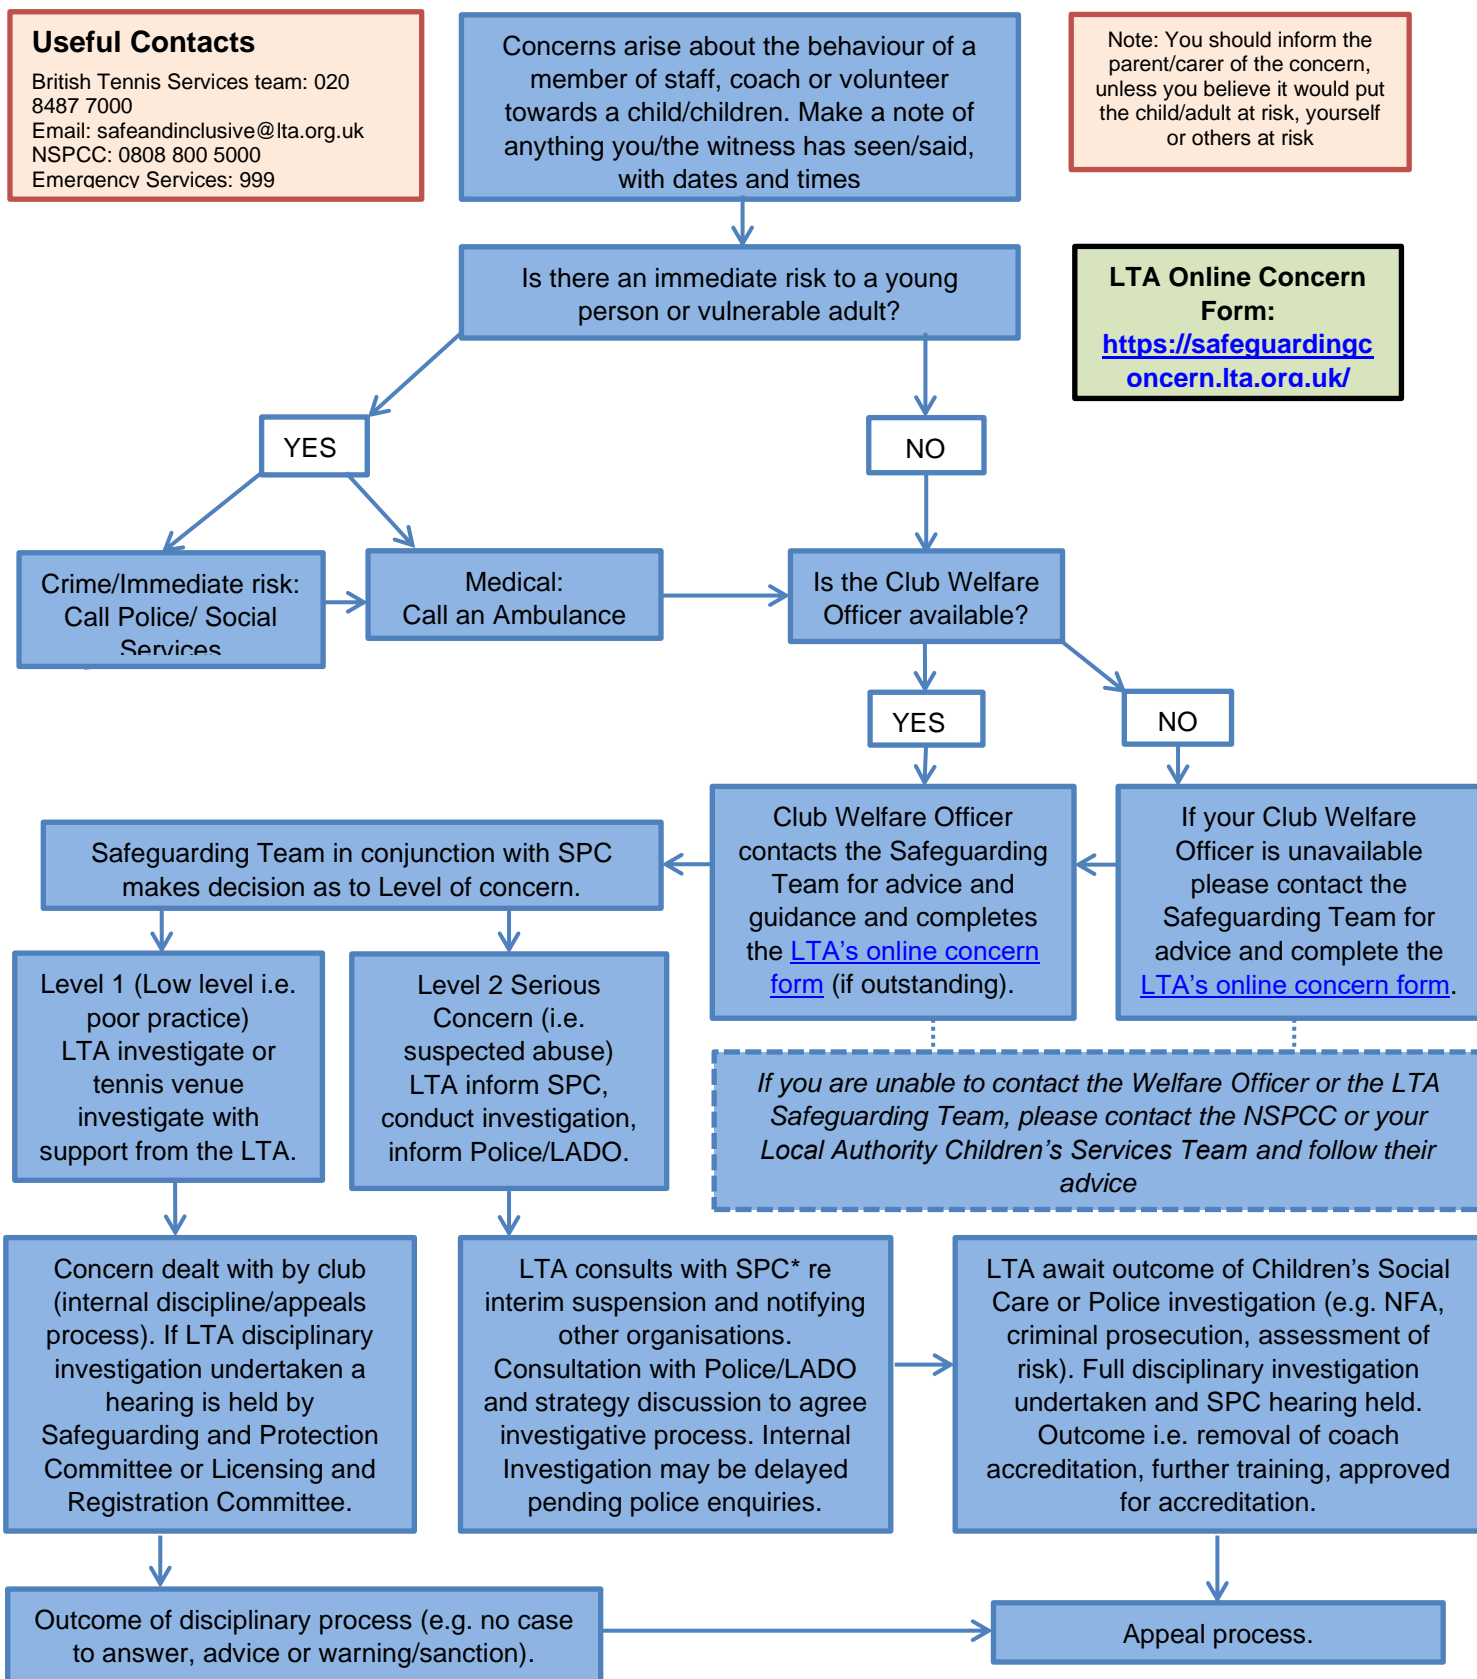 Useful Contacts
British Tennis Services team: 020
8487 7000
Email: safeandinclusive@lta.org.uk
NSPCC: 0808 800 5000
Emergency Services: 999
Concerns arise about the behaviour of a
member of staff, coach or volunteer
towards a child/children. Make a note of
anything you/the witness has seen/said,
with dates and times
Note: You should inform the
parent/carer of the concern,
unless you believe it would put
the child/adult at risk, yourself
or others at risk
Is there an immediate risk to a young
person or vulnerable adult?
LTA Online Concern
Form:
https://safeguardingc
oncern.lta.org.uk/
YES
NO
Crime/Immediate risk:
Call Police/ Social
Services
Medical:
Call an Ambulance
Is the Club Welfare
Officer available?
YES
NO
Safeguarding Team in conjunction with SPC
makes decision as to Level of concern.
Club Welfare Officer
contacts the Safeguarding
Team for advice and
guidance and completes
the LTA's online concern
form (if outstanding).
If your Club Welfare
Officer is unavailable
please contact the
Safeguarding Team for
advice and complete the
LTA's online concern form.
Level 1 (Low level i.e.
poor practice)
LTA investigate or
tennis venue
investigate with
support from the LTA.
Level 2 Serious
Concern (i.e.
suspected abuse)
LTA inform SPC,
conduct investigation,
inform Police/LADO.
If you are unable to contact the Welfare Officer or the LTA
Safeguarding Team, please contact the NSPCC or your
Local Authority Children's Services Team and follow their
advice
Concern dealt with by club
(internal discipline/appeals
process). If LTA disciplinary
investigation undertaken a
hearing is held by
Safeguarding and Protection
Committee or Licensing and
Registration Committee.
LTA consults with SPC* re
interim suspension and notifying
other organisations.
Consultation with Police/LADO
and strategy discussion to agree
investigative process. Internal
Investigation may be delayed
pending police enquiries.
LTA await outcome of Children's Social
Care or Police investigation (e.g. NFA,
criminal prosecution, assessment of
risk). Full disciplinary investigation
undertaken and SPC hearing held.
Outcome i.e. removal of coach
accreditation, further training, approved
for accreditation.
Outcome of disciplinary process (e.g. no case
to answer, advice or warning/sanction).
Appeal process.